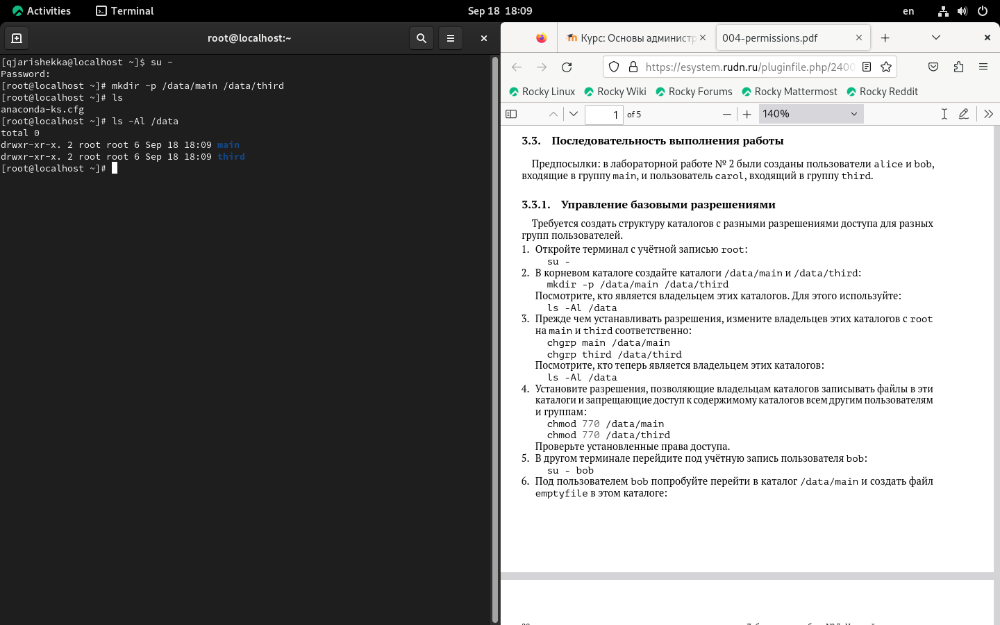 Activities Terminal Sep 18 18:09 en
root@localhost:~
[qjarishekka@localhost ~]$ su -
Password:
[root@localhost ~]# mkdir -p /data/main /data/third
[root@localhost ~]# ls
anaconda-ks.cfg
[root@localhost ~]# ls -Al /data
total 0
drwxr-xr-x. 2 root root 6 Sep 18 18:09 main
drwxr-xr-x. 2 root root 6 Sep 18 18:09 third
[root@localhost ~]#
Курс: Основы администр 004-permissions.pdf
https://esystem.rudn.ru/pluginfile.php/2400
Rocky Linux Rocky Wiki Rocky Forums Rocky Mattermost Rocky Reddit
1 of 5 140%
3.3. Последовательность выполнения работы
Предпосылки: в лабораторной работе № 2 были созданы пользователи alice и bob,
входящие в группу main, и пользователь carol, входящий в группу third.
3.3.1. Управление базовыми разрешениями
Требуется создать структуру каталогов с разными разрешениями доступа для разных
групп пользователей.
1. Откройте терминал с учётной записью root:
su -
2. В корневом каталоге создайте каталоги /data/main и /data/third:
mkdir -p /data/main /data/third
Посмотрите, кто является владельцем этих каталогов. Для этого используйте:
ls -Al /data
3. Прежде чем устанавливать разрешения, измените владельцев этих каталогов с root
на main и third соответственно:
chgrp main /data/main
chgrp third /data/third
Посмотрите, кто теперь является владельцем этих каталогов:
ls -Al /data
4. Установите разрешения, позволяющие владельцам каталогов записывать файлы в эти
каталоги и запрещающие доступ к содержимому каталогов всем другим пользователям
и группам:
chmod 770 /data/main
chmod 770 /data/third
Проверьте установленные права доступа.
5. В другом терминале перейдите под учётную запись пользователя bob:
su - bob
6. Под пользователем bob попробуйте перейти в каталог /data/main и создать файл
emptyfile в этом каталоге: